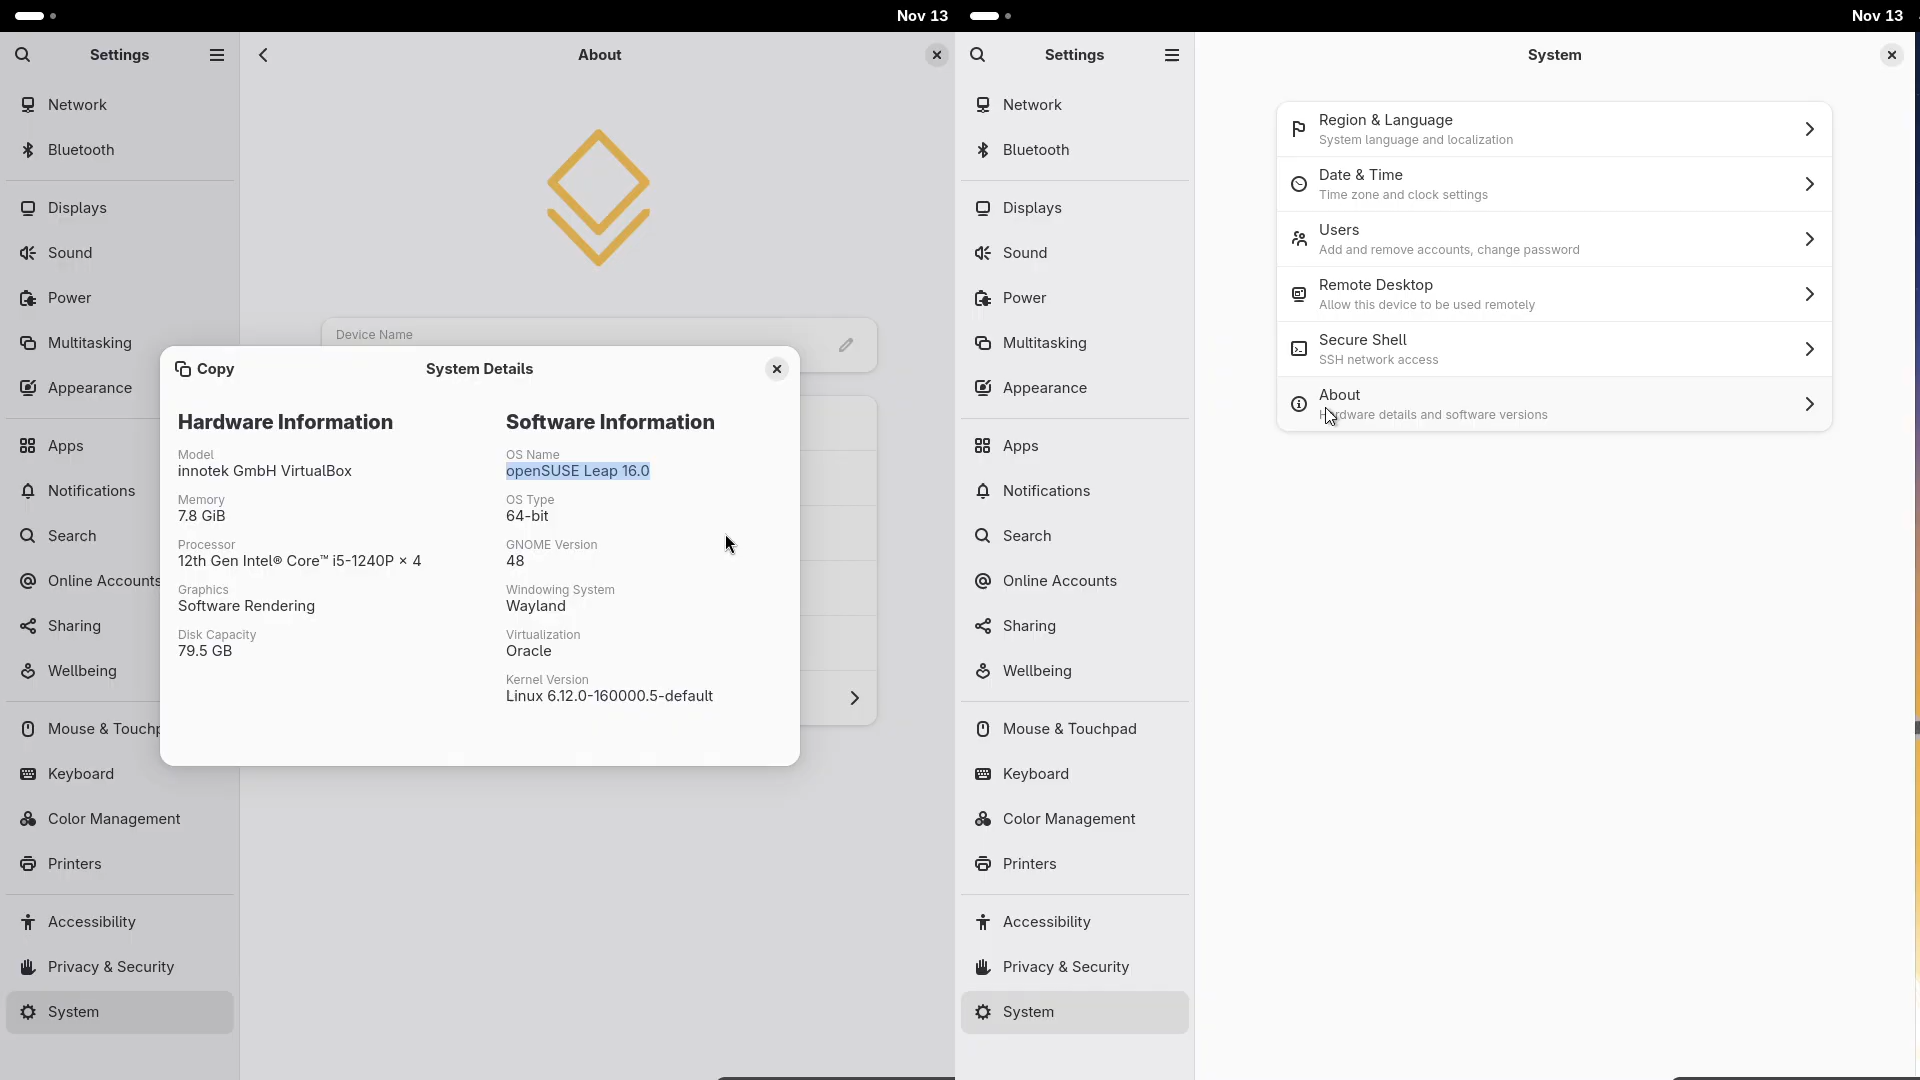 Nov 13
Settings
Network
Bluetooth
Displays
Sound
Power
Multitasking
Appearance
Apps
Notifications
Search
Online Accounts
Sharing
Wellbeing
Mouse & Touchp
Keyboard
Color Management
Printers
Accessibility
Privacy & Security
System
About
Device Name
Copy
System Details
Hardware Information
Model
innotek GmbH VirtualBox
Memory
7.8 GiB
Processor
12th Gen Intel® Core™ i5-1240P × 4
Graphics
Software Rendering
Disk Capacity
79.5 GB
Software Information
OS Name
openSUSE Leap 16.0
OS Type
64-bit
GNOME Version
48
Windowing System
Wayland
Virtualization
Oracle
Kernel Version
Linux 6.12.0-160000.5-default
Nov 13
Settings
Network
Bluetooth
Displays
Sound
Power
Multitasking
Appearance
Apps
Notifications
Search
Online Accounts
Sharing
Wellbeing
Mouse & Touchpad
Keyboard
Color Management
Printers
Accessibility
Privacy & Security
System
System
Region & Language
System language and localization
Date & Time
Time zone and clock settings
Users
Add and remove accounts, change password
Remote Desktop
Allow this device to be used remotely
Secure Shell
SSH network access
About
Hardware details and software versions